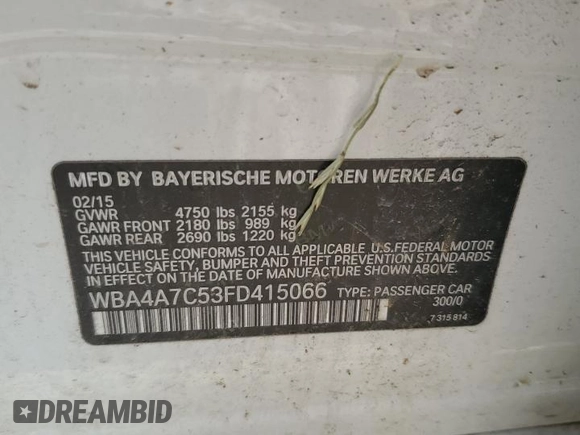 MFD BY BAYERISCHE MOTOREN WERKE AG
02/15
GVWR 4750 lbs 2155 kg
GAWR FRONT 2180 lbs 989 kg
GAWR REAR 2690 lbs 1220 kg
THIS VEHICLE CONFORMS TO ALL APPLICABLE U.S.FEDERAL MOTOR
VEHICLE SAFETY, BUMPER, AND THEFT PREVENTION STANDARDS
IN EFFECT ON THE DATE OF MANUFACTURE SHOWN ABOVE.
WBA4A7C53FD415066 TYPE: PASSENGER CAR
300/0
7 315 814
DREAMBID